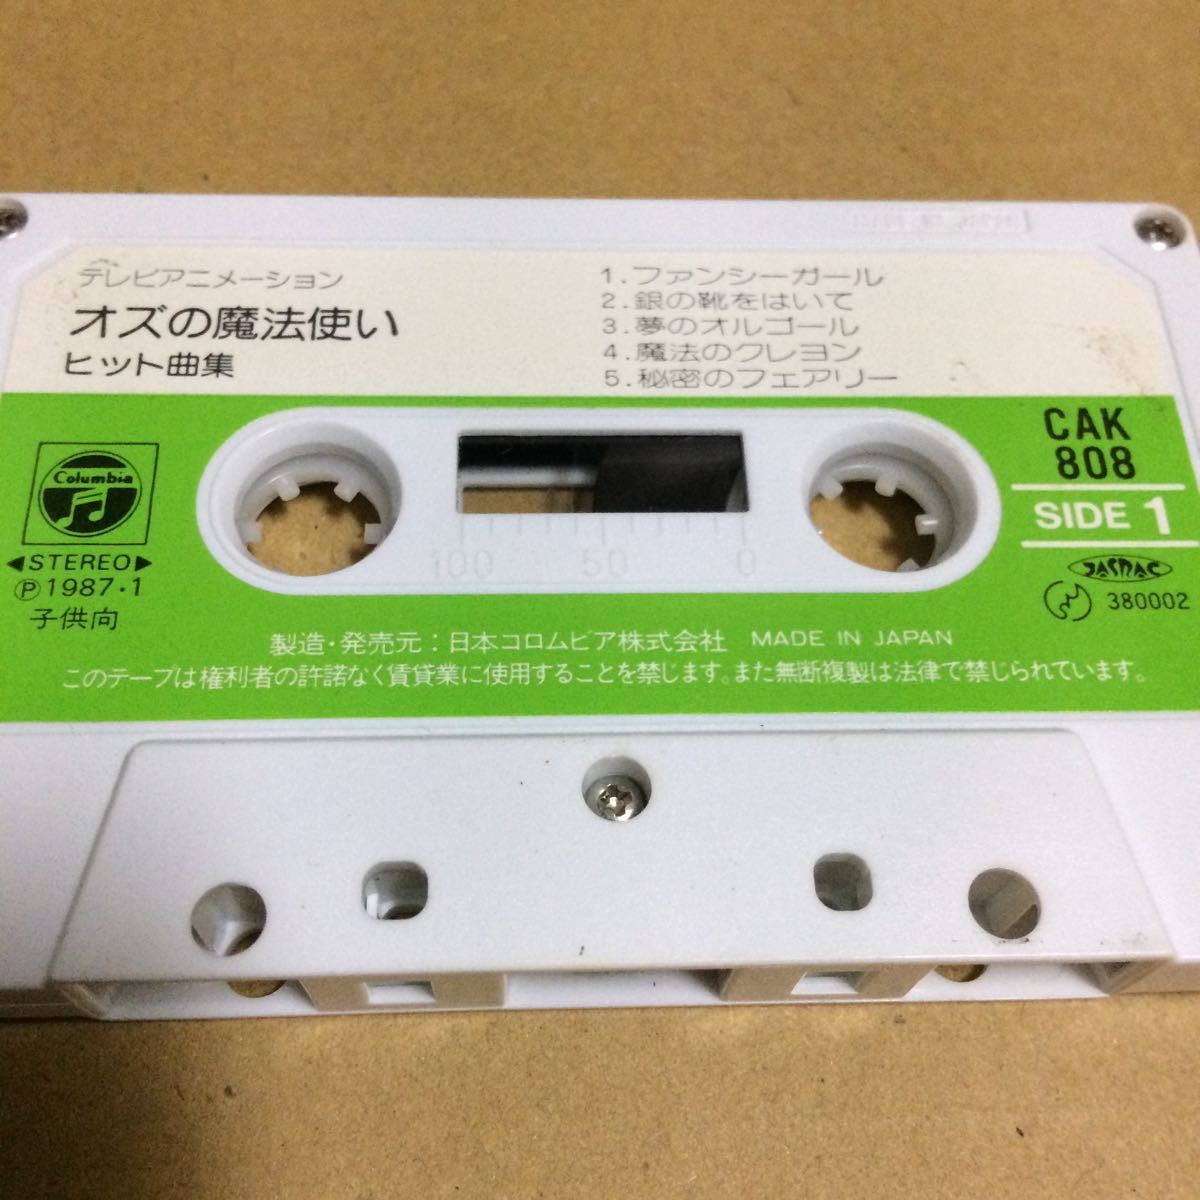 テレビアニメーション
オズの魔法使い
ヒット曲集
1.ファンシーガール
2.銀の靴をはいて
3.夢のオルゴール
4.魔法のクレヨン
5.秘密のフェアリー
Columbia
◀STEREO▶
Ⓟ1987・1
子供向
100 50 0
CAK
808
SIDE 1
JASRAC
380002
製造・発売元：日本コロムビア株式会社 MADE IN JAPAN
このテープは権利者の許諾なく賃貸業に使用することを禁じます。また無断複製は法律で禁じられています。